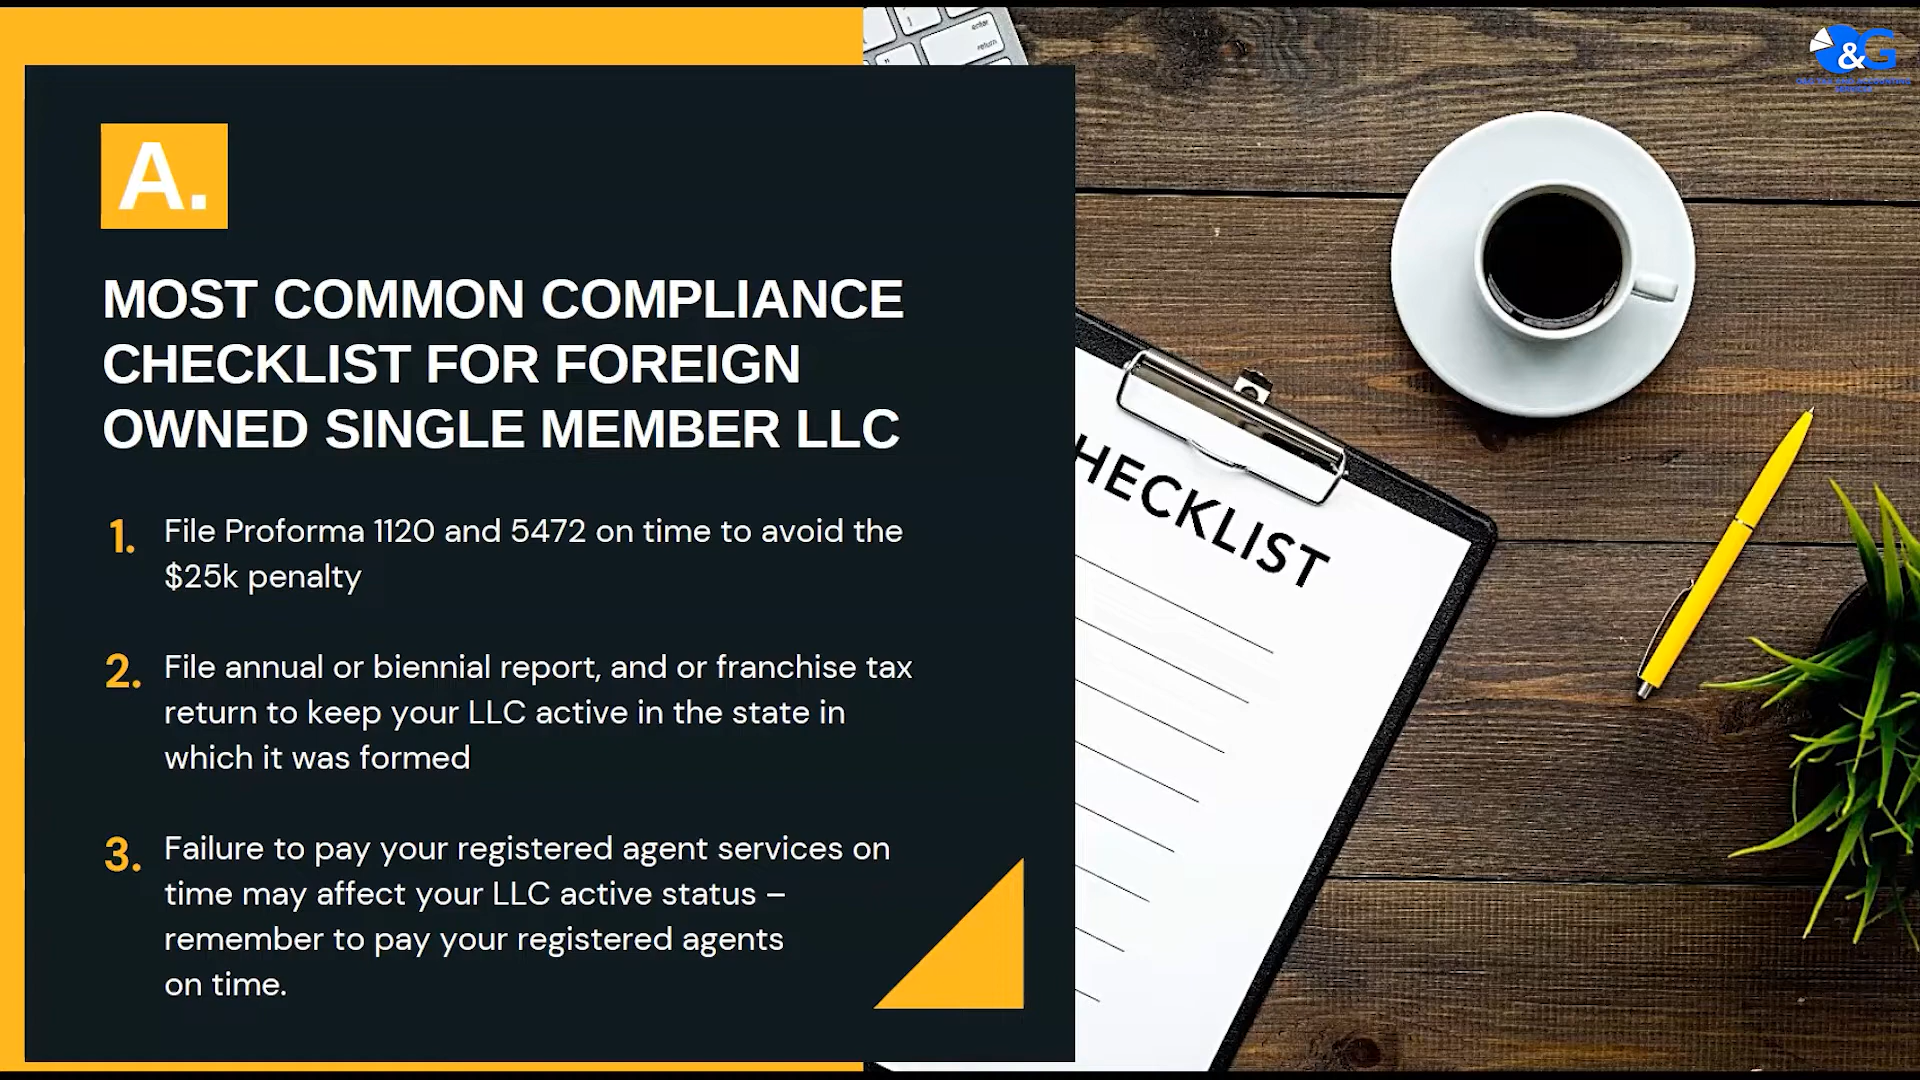 A.
MOST COMMON COMPLIANCE
CHECKLIST FOR FOREIGN
OWNED SINGLE MEMBER LLC
1. File Proforma 1120 and 5472 on time to avoid the
$25k penalty
2. File annual or biennial report, and or franchise tax
return to keep your LLC active in the state in
which it was formed
3. Failure to pay your registered agent services on
time may affect your LLC active status –
remember to pay your registered agents
on time.
enter
return
HECKLIST
&G